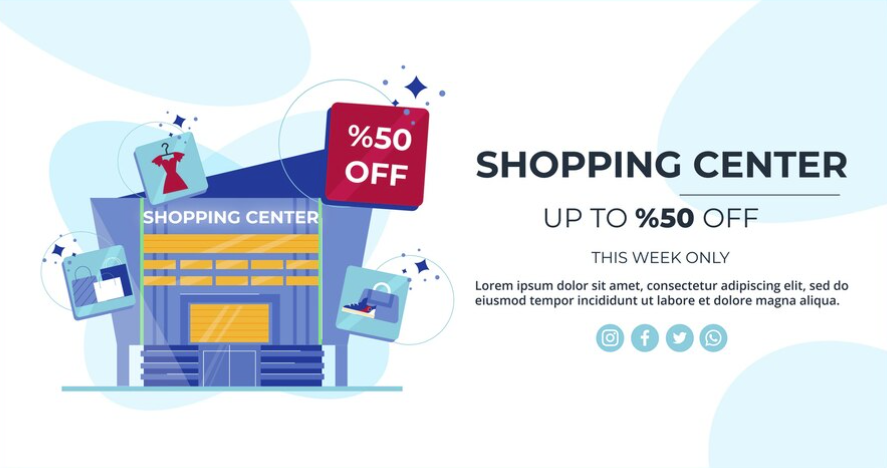 %50
OFF
SHOPPING CENTER
SHOPPING CENTER
UP TO %50 OFF
THIS WEEK ONLY
Lorem ipsum dolor sit amet, consectetur adipiscing elit, sed do
eiusmod tempor incididunt ut labore et dolore magna aliqua.